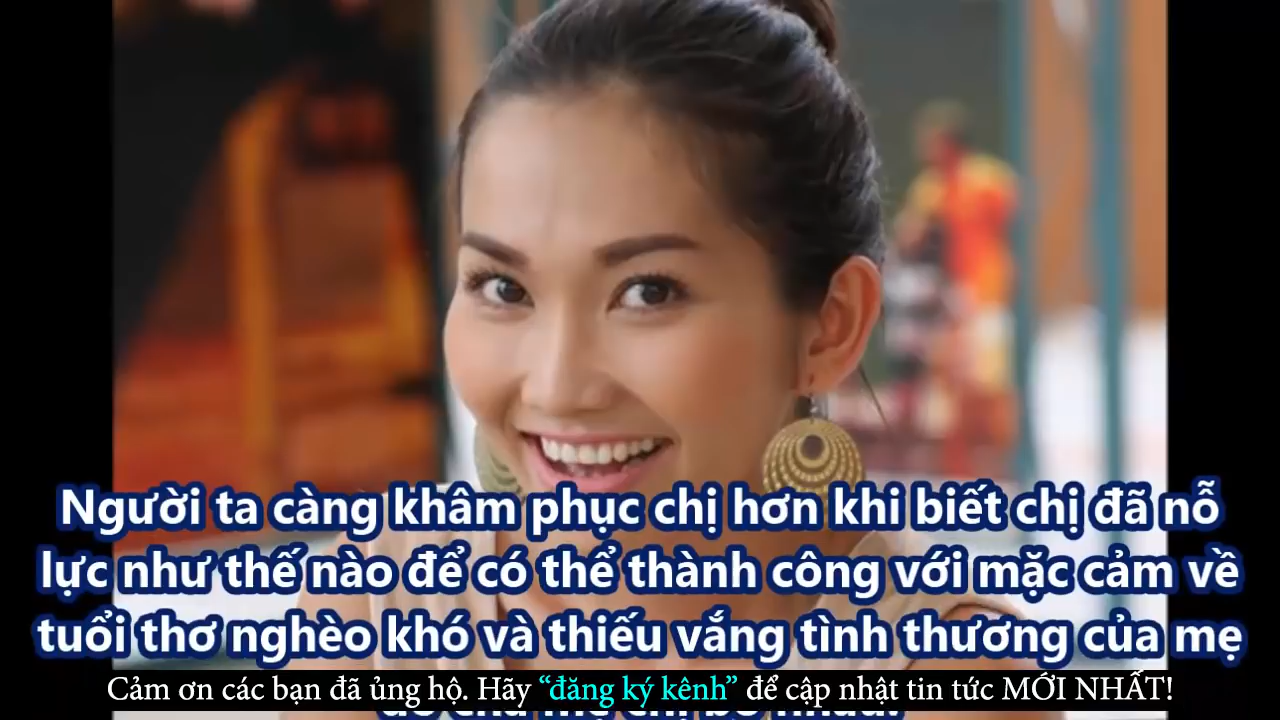 Người ta càng khâm phục chị hơn khi biết chị đã nỗ
lực như thế nào để có thể thành công với mặc cảm về
tuổi thơ nghèo khó và thiếu vắng tình thương của mẹ
Cảm ơn các bạn đã ủng hộ. Hãy “đăng ký kênh” để cập nhật tin tức MỚI NHẤT!